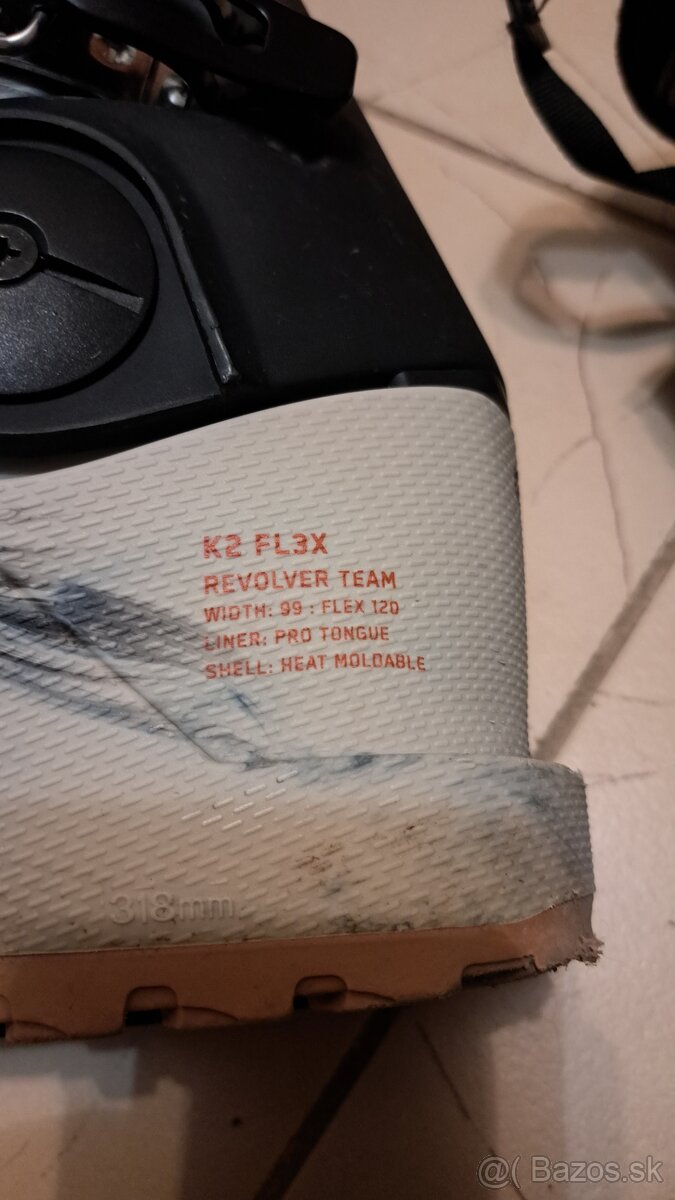 K2 FL3X
REVOLVER TEAM
WIDTH: 99 : FLEX 120
LINER: PRO TONGUE
SHELL: HEAT MOLDABLE
318mm
@( Bazos.sk